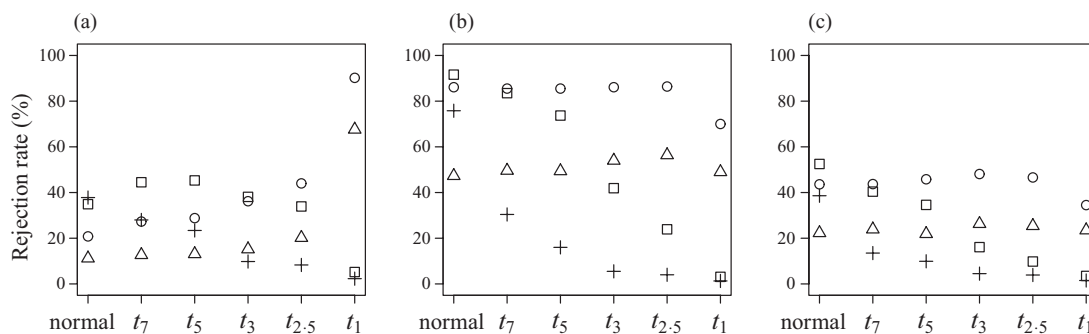 (a) (b) (c)
Rejection rate (%)
100 100 100
80 80 80
60 60 60
40 40 40
20 20 20
0 0 0
normal t7 t5 t3 t2·5 t1 normal t7 t5 t3 t2·5 t1 normal t7 t5 t3 t2·5 t1